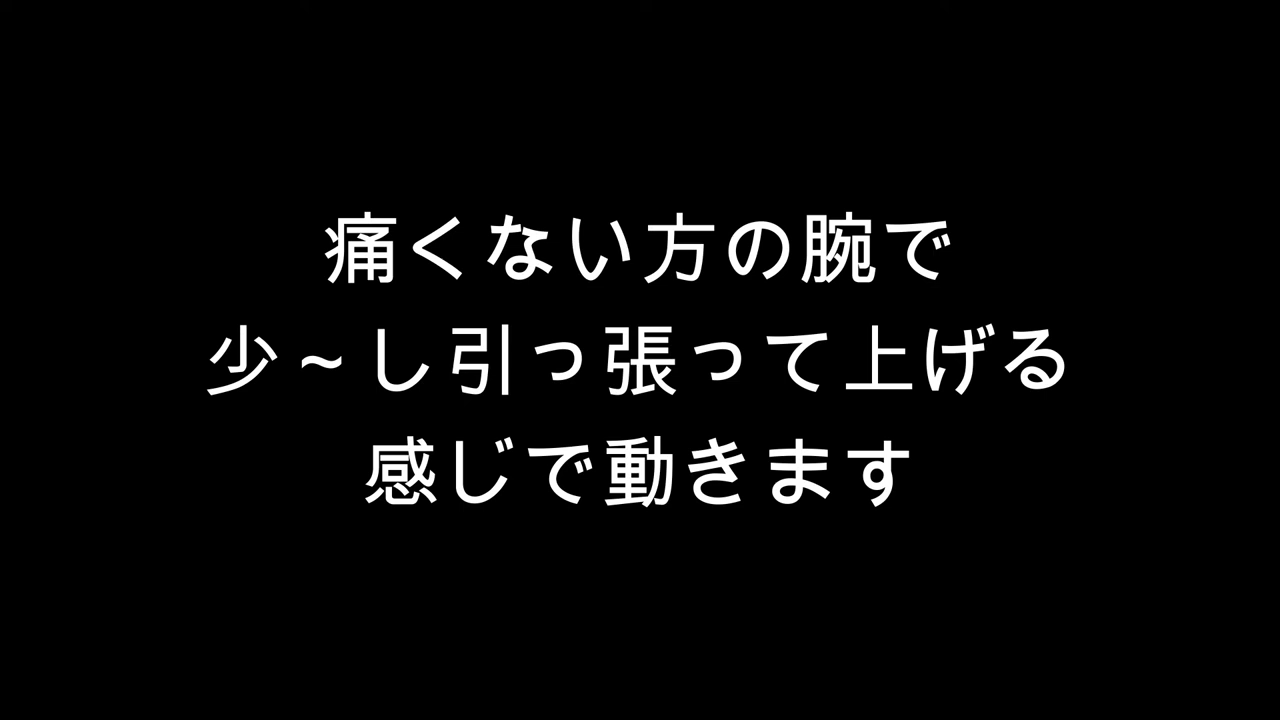 痛くない方の腕で
少～し引っ張って上げる
感じで動きます